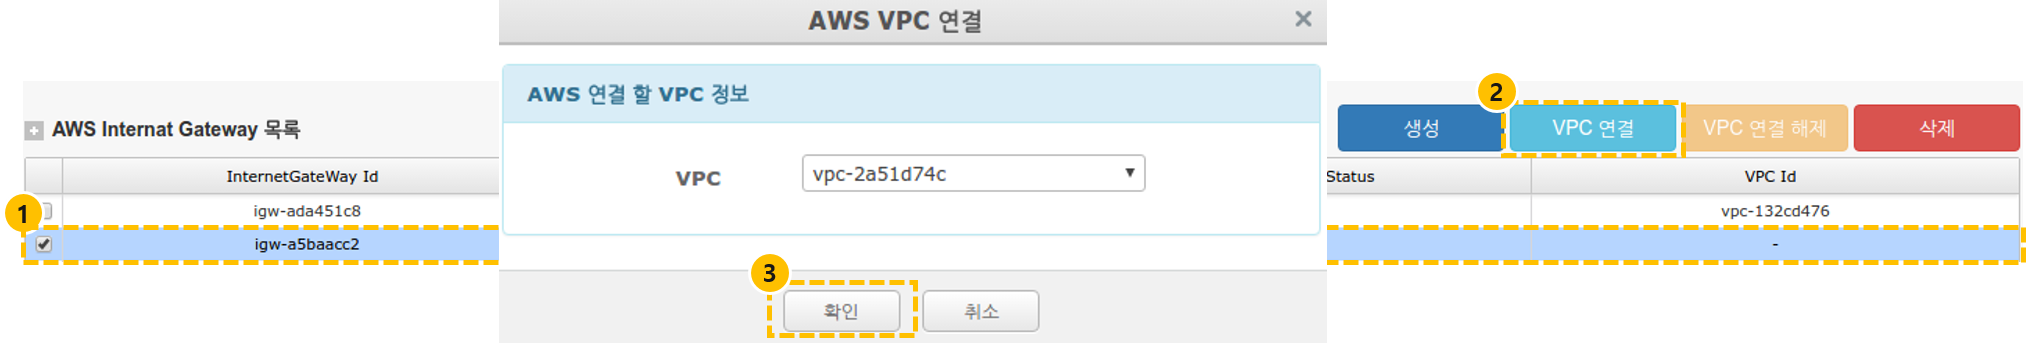 AWS VPC 연결 ×
AWS 연결 할 VPC 정보
VPC vpc-2a51d74c
3
확인 취소
AWS Internat Gateway 목록
2
생성 VPC 연결 VPC 연결 해제 삭제
InternetGateWay Id Status VPC Id
igw-ada451c8 vpc-132cd476
1
igw-a5baacc2 -